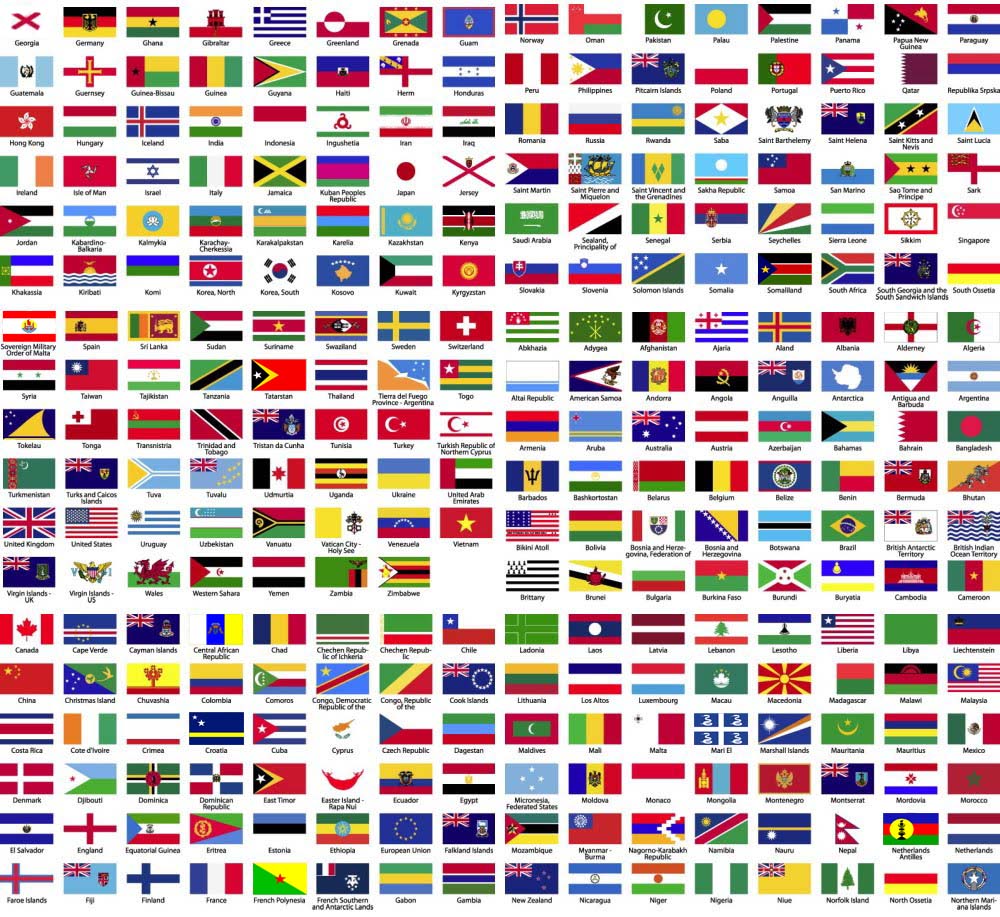 Georgia
Germany
Ghana
Gibraltar
Greece
Greenland
Grenada
Guam
Guatemala
Guernsey
Guinea-Bissau
Guinea
Guyana
Haiti
Herm
Honduras
Hong Kong
Hungary
Iceland
India
Indonesia
Ingushetia
Iran
Iraq
Ireland
Isle of Man
Israel
Italy
Jamaica
Kuban Peoples
Republic
Japan
Jersey
Jordan
Kabardino-
Balkaria
Kalmykia
Karachay-
Cherkessia
Karakalpakstan
Karelia
Kazakhstan
Kenya
Khakassia
Kiribati
Komi
Korea, North
Korea, South
Kosovo
Kuwait
Kyrgyzstan
Norway
Oman
Pakistan
Palau
Palestine
Panama
Papua New
Guinea
Paraguay
Peru
Philippines
Pitcairn Islands
Poland
Portugal
Puerto Rico
Qatar
Republika Srpska
Romania
Russia
Rwanda
Saba
Saint Barthelemy
Saint Helena
Saint Kitts and
Nevis
Saint Lucia
Saint Martin
Saint Pierre and
Miquelon
Saint Vincent and
the Grenadines
Sakha Republic
Samoa
San Marino
Sao Tome and
Principe
Sark
Saudi Arabia
Sealand,
Principality of
Senegal
Serbia
Seychelles
Sierra Leone
Sikkim
Singapore
Slovakia
Slovenia
Solomon Islands
Somalia
Somaliland
South Africa
South Georgia and the
South Sandwich Islands
South Ossetia
Sovereign Military
Order of Malta
Spain
Sri Lanka
Sudan
Suriname
Swaziland
Sweden
Switzerland
Syria
Taiwan
Tajikistan
Tanzania
Tatarstan
Thailand
Tierra del Fuego
Province - Argentina
Togo
Tokelau
Tonga
Transnistria
Trinidad and
Tobago
Tristan da Cunha
Tunisia
Turkey
Turkish Republic of
Northern Cyprus
Turkmenistan
Turks and Caicos
Islands
Tuva
Tuvalu
Udmurtia
Uganda
Ukraine
United Arab
Emirates
United Kingdom
United States
Uruguay
Uzbekistan
Vanuatu
Vatican City -
Holy See
Venezuela
Vietnam
Virgin Islands -
UK
Virgin Islands -
US
Wales
Western Sahara
Yemen
Zambia
Zimbabwe
Abkhazia
Adygea
Afghanistan
Ajaria
Aland
Albania
Alderney
Algeria
Altai Republic
American Samoa
Andorra
Angola
Anguilla
Antarctica
Antigua and
Barbuda
Argentina
Armenia
Aruba
Australia
Austria
Azerbaijan
Bahamas
Bahrain
Bangladesh
Barbados
Bashkortostan
Belarus
Belgium
Belize
Benin
Bermuda
Bhutan
Bikini Atoll
Bolivia
Bosnia and Herze-
govina, Federation of
Bosnia and
Herzegovina
Botswana
Brazil
British Antarctic
Territory
British Indian
Ocean Territory
Brittany
Brunei
Bulgaria
Burkina Faso
Burundi
Buryatia
Cambodia
Cameroon
Canada
Cape Verde
Cayman Islands
Central African
Republic
Chad
Chechen Repub-
lic of Ichkeria
Chechen Repub-
lic
Chile
China
Christmas Island
Chuvashia
Colombia
Comoros
Congo, Democratic
Republic of the
Congo, Republic
of the
Cook Islands
Costa Rica
Cote d'Ivoire
Crimea
Croatia
Cuba
Cyprus
Czech Republic
Dagestan
Denmark
Djibouti
Dominica
Dominican
Republic
East Timor
Easter Island -
Rapa Nui
Ecuador
Egypt
El Salvador
England
Equatorial Guinea
Eritrea
Estonia
Ethiopia
European Union
Falkland Islands
Faroe Islands
Fiji
Finland
France
French Polynesia
French Southern
and Antarctic Lands
Gabon
Gambia
Ladonia
Laos
Latvia
Lebanon
Lesotho
Liberia
Libya
Liechtenstein
Lithuania
Los Altos
Luxembourg
Macau
Macedonia
Madagascar
Malawi
Malaysia
Maldives
Mali
Malta
Mari El
Marshall Islands
Mauritania
Mauritius
Mexico
Micronesia,
Federated States
Moldova
Monaco
Mongolia
Montenegro
Montserrat
Mordovia
Morocco
Mozambique
Myanmar -
Burma
Nagorno-Karabakh
Republic
Namibia
Nauru
Nepal
Netherlands
Antilles
Netherlands
New Zealand
Nicaragua
Niger
Nigeria
Niue
Norfolk Island
North Ossetia
Northern Mari-
ana Islands